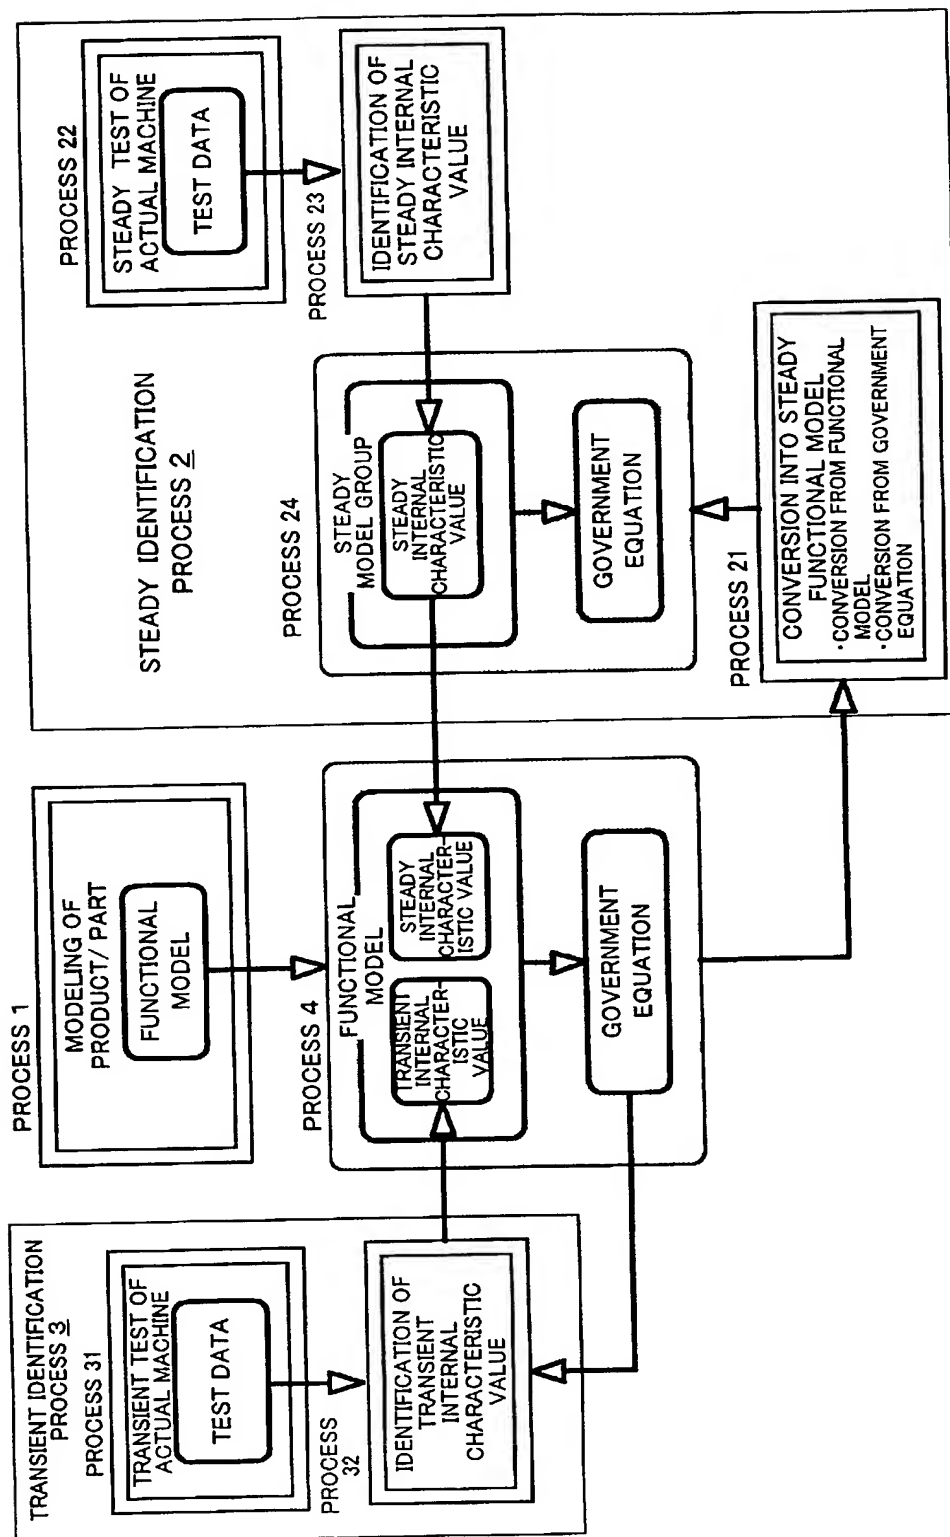 TRANSIENT IDENTIFICATION
PROCESS 3
PROCESS 31
TRANSIENT TEST OF
ACTUAL MACHINE
TEST DATA
PROCESS
32
IDENTIFICATION OF
TRANSIENT
INTERNAL
CHARACTERISTIC
VALUE
PROCESS 1
MODELING OF
PRODUCT/ PART
FUNCTIONAL
MODEL
PROCESS 4
FUNCTIONAL
MODEL
TRANSIENT
INTERNAL
CHARACTER-
ISTIC
VALUE
STEADY
INTERNAL
CHARACTER-
ISTIC VALUE
GOVERNMENT
EQUATION
STEADY IDENTIFICATION
PROCESS 2
PROCESS 22
STEADY TEST OF
ACTUAL MACHINE
TEST DATA
PROCESS 23
IDENTIFICATION OF
STEADY INTERNAL
CHARACTERISTIC
VALUE
PROCESS 24
STEADY
MODEL GROUP
STEADY
INTERNAL
CHARACTERISTIC
VALUE
GOVERNMENT
EQUATION
PROCESS 21
CONVERSION INTO STEADY
FUNCTIONAL MODEL
·CONVERSION FROM FUNCTIONAL
MODEL
·CONVERSION FROM GOVERNMENT
EQUATION